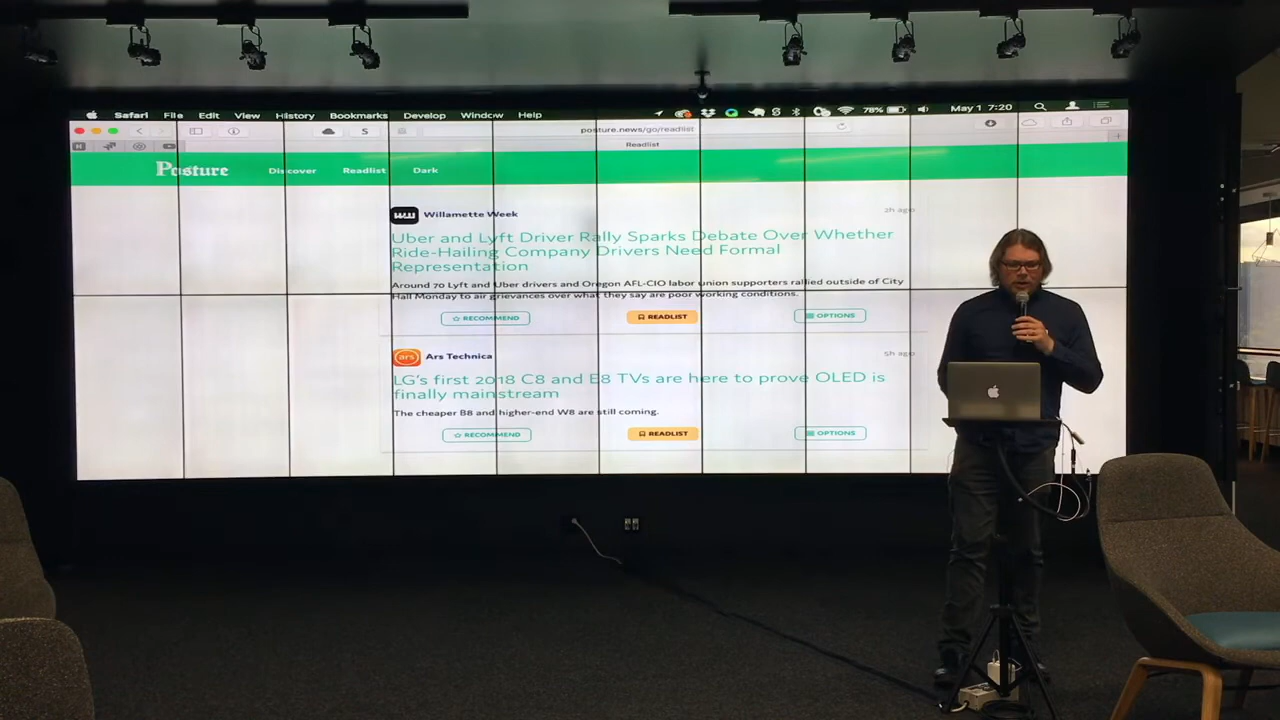 Safari File Edit View History Bookmarks Develop Window Help 78% May 1 7:20
S posture.news/go/readlist
Readlist
Posture Discover Readlist Dark
WW Willamette Week 2h ago
Uber and Lyft Driver Rally Sparks Debate Over Whether
Ride-Hailing Company Drivers Need Formal
Representation
Around 70 Lyft and Uber drivers and Oregon AFL-CIO labor union supporters rallied outside of City
Hall Monday to air grievances over what they say are poor working conditions.
RECOMMEND READLIST OPTIONS
ars Ars Technica 5h ago
LG's first 2018 C8 and E8 TVs are here to prove OLED is
finally mainstream
The cheaper B8 and higher-end W8 are still coming.
RECOMMEND READLIST OPTIONS